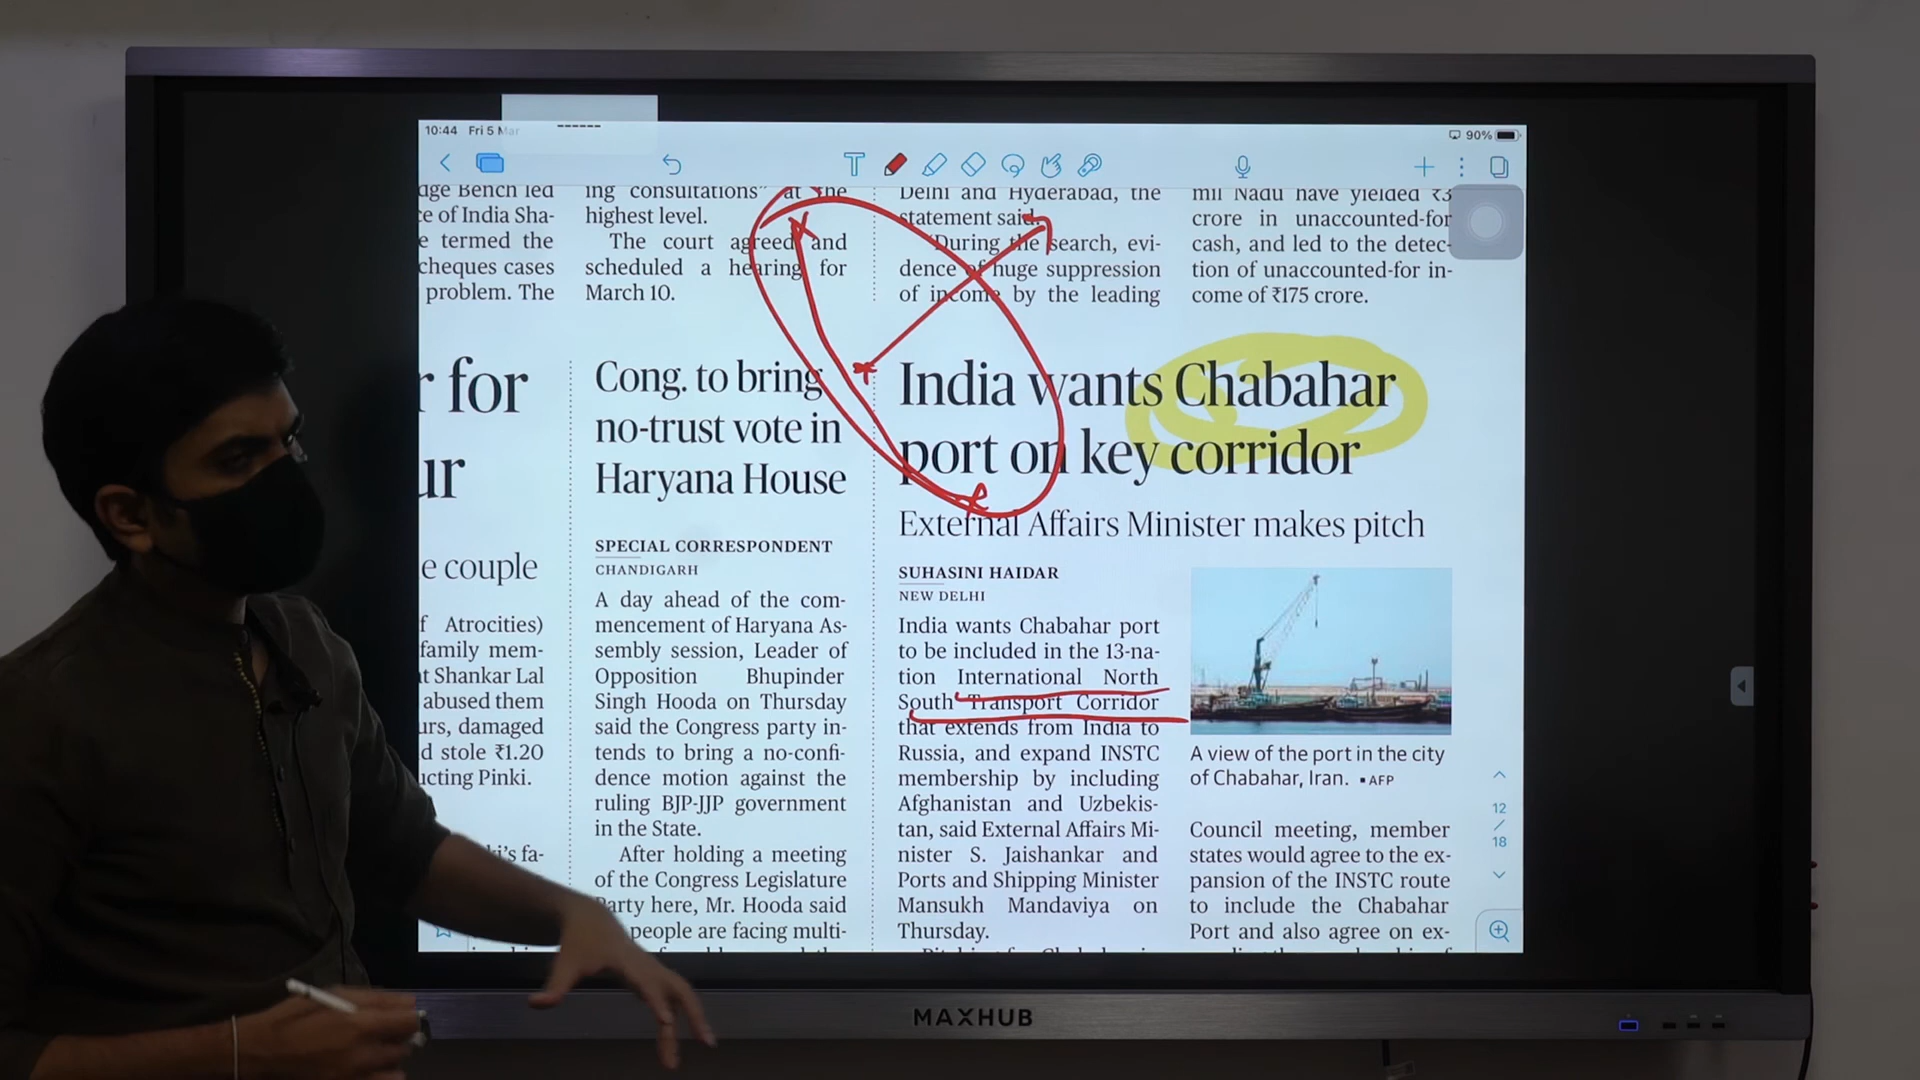 10:44 Fri 5 Mar
90%
dge Bench led
ce of India Sha-
e termed the
cheques cases
problem. The
r for
ur
e couple
f Atrocities)
family mem-
t Shankar Lal
abused them
urs, damaged
d stole ₹1.20
ucting Pinki.
ki's fa-
ing consultations" at the
highest level.
The court agreed and
scheduled a hearing for
March 10.
Cong. to bring
no-trust vote in
Haryana House
SPECIAL CORRESPONDENT
CHANDIGARH
A day ahead of the com-
mencement of Haryana As-
sembly session, Leader of
Opposition Bhupinder
Singh Hooda on Thursday
said the Congress party in-
tends to bring a no-confi-
dence motion against the
ruling BJP-JJP government
in the State.
After holding a meeting
of the Congress Legislature
Party here, Mr. Hooda said
people are facing multi-
Delhi and Hyderabad, the
statement said.
"During the search, evi-
dence of huge suppression
of income by the leading
mil Nadu have yielded ₹3
crore in unaccounted-for
cash, and led to the detec-
tion of unaccounted-for in-
come of ₹175 crore.
India wants Chabahar
port on key corridor
External Affairs Minister makes pitch
SUHASINI HAIDAR
NEW DELHI
India wants Chabahar port
to be included in the 13-na-
tion International North
South Transport Corridor
that extends from India to
Russia, and expand INSTC
membership by including
Afghanistan and Uzbekis-
tan, said External Affairs Mi-
nister S. Jaishankar and
Ports and Shipping Minister
Mansukh Mandaviya on
Thursday.
A view of the port in the city
of Chabahar, Iran. ▪ AFP
Council meeting, member
states would agree to the ex-
pansion of the INSTC route
to include the Chabahar
Port and also agree on ex-
12
/
18
MAXHUB